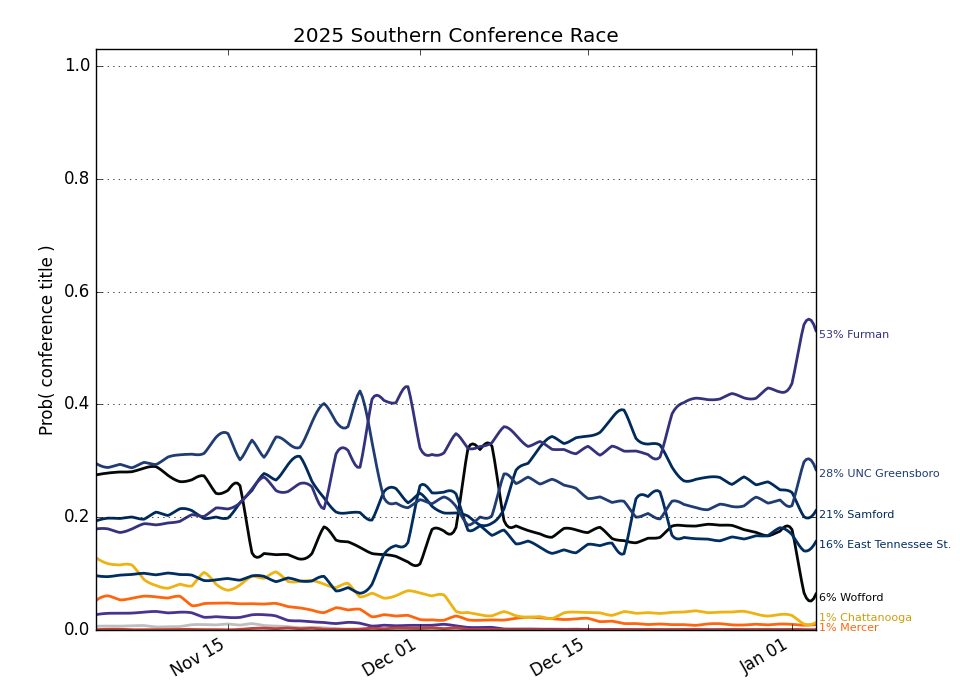 2025 Southern Conference Race
Prob( conference title )
1.0
0.8
0.6
0.4
0.2
0.0
Nov 15
Dec 01
Dec 15
Jan 01
53% Furman
28% UNC Greensboro
21% Samford
16% East Tennessee St.
6% Wofford
1% Chattanooga
1% Mercer